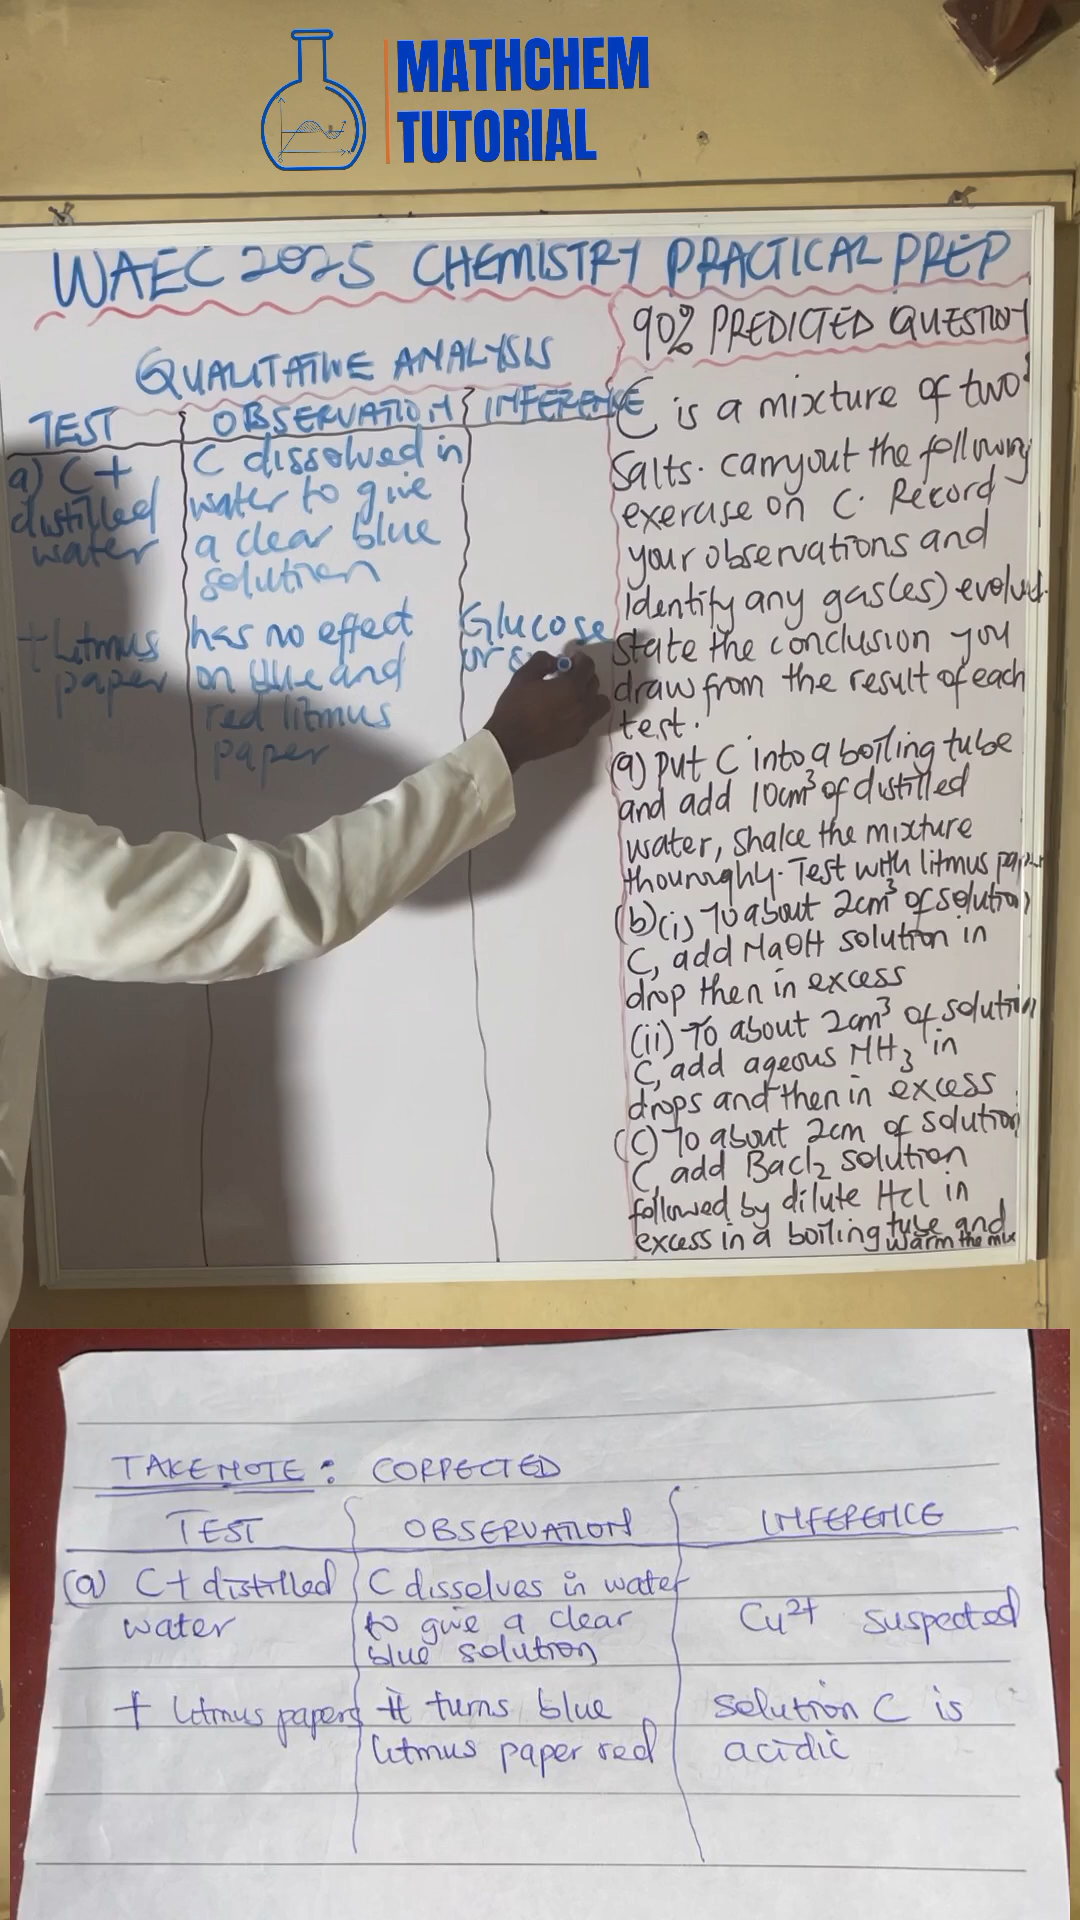 MATHCHEM
TUTORIAL
WAEC 2025 CHEMISTRY PRACTICAL PREP
QUALITATIVE ANALYSIS
TEST OBSERVATION INFERENCE
a) C +
distilled
water
C dissolved in
water to give
a clear blue
solution
+ Litmus
paper
has no effect
on blue and
red litmus
paper
Glucose
or
90% PREDICTED QUESTION
C is a mixture of two
salts. carryout the following
exercise on C. Record
your observations and
identify any gas(es) evolved.
state the conclusion you
draw from the result of each
test.
(a) Put C into a boiling tube
and add 10cm³ of distilled
water, shake the mixture
thouroughly. Test with litmus paper
(b)(i) To about 2cm³ of solution
C, add NaOH solution in
drop then in excess
(ii) To about 2cm³ of solution
C, add aqeous NH₃ in
drops and then in excess
(C) To about 2cm of solution
C, add Bacl₂ solution
followed by dilute Hcl in
excess in a boiling tube and
warm the mix
TAKE NOTE: CORRECTED
TEST OBSERVATION INFERENCE
(a) C + distilled
water
C dissolves in water
to give a clear
blue solution
Cu²⁺ suspected
+ litmus papers
it turns blue
litmus paper red
solution C is
acidic